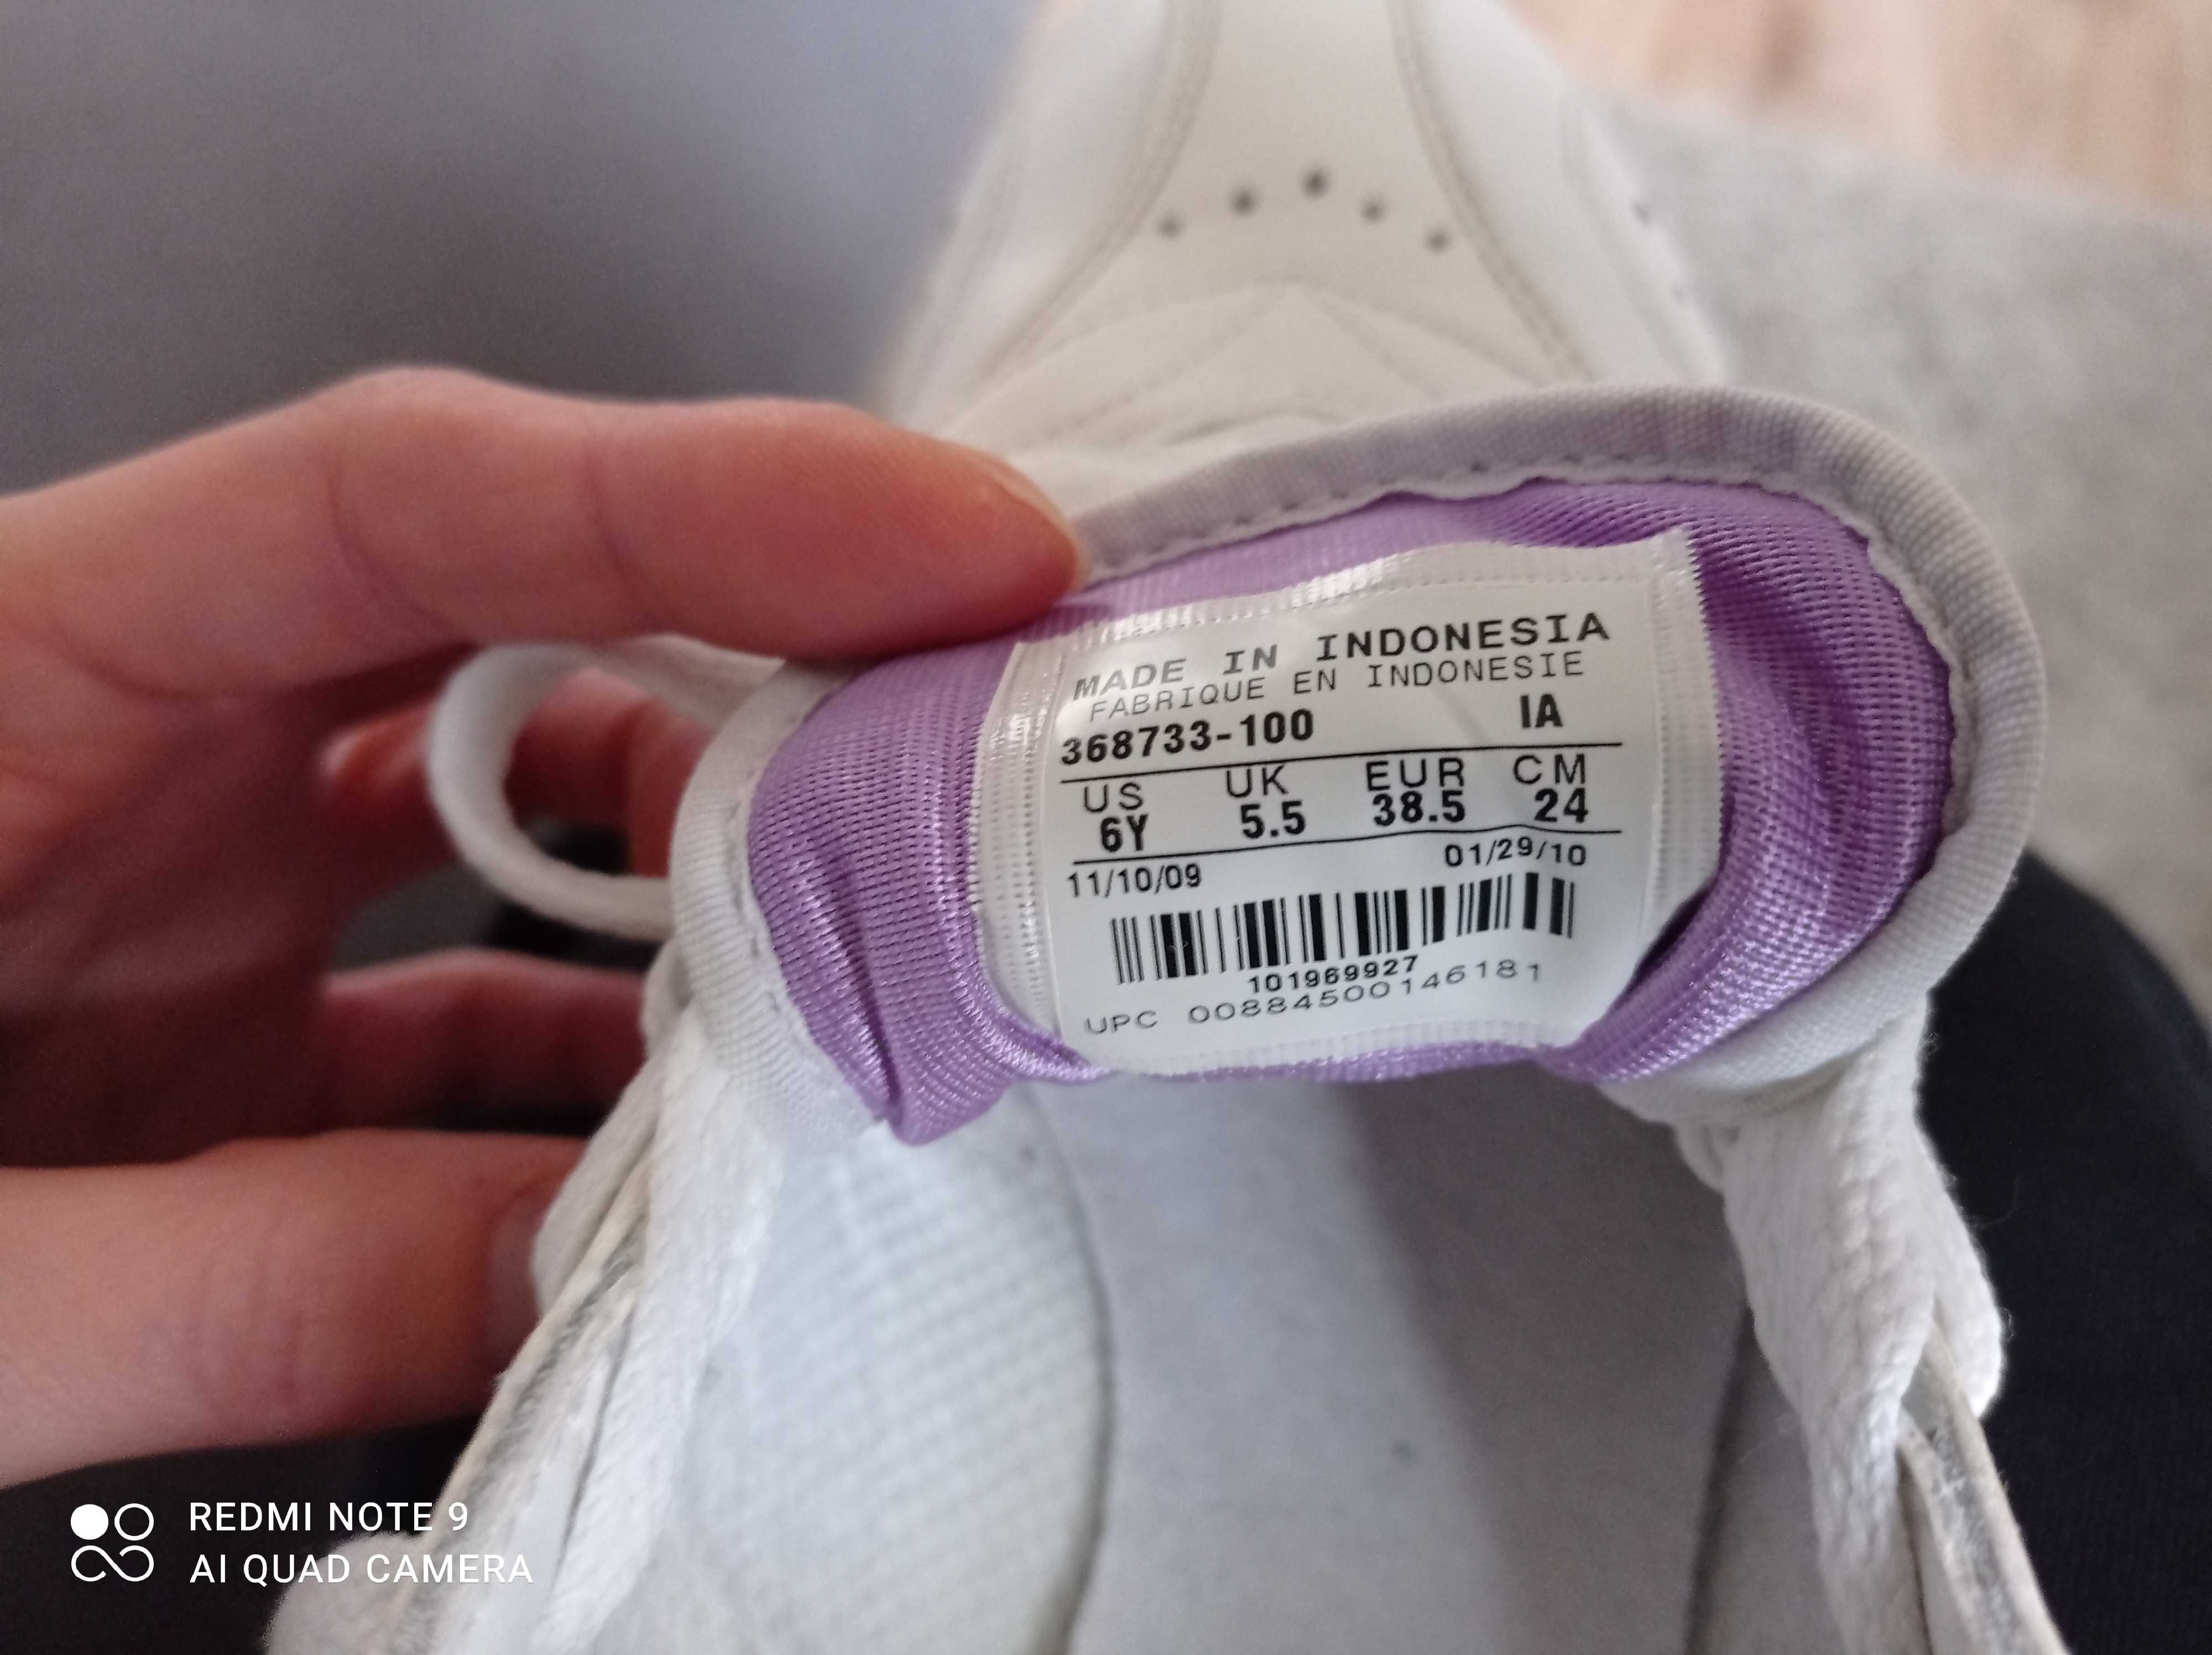 MADE IN INDONESIA
FABRIQUE EN INDONESIE
368733-100 IA
US UK EUR CM
6Y 5.5 38.5 24
11/10/09 01/29/10
101969927
UPC 00884500146181
REDMI NOTE 9
AI QUAD CAMERA